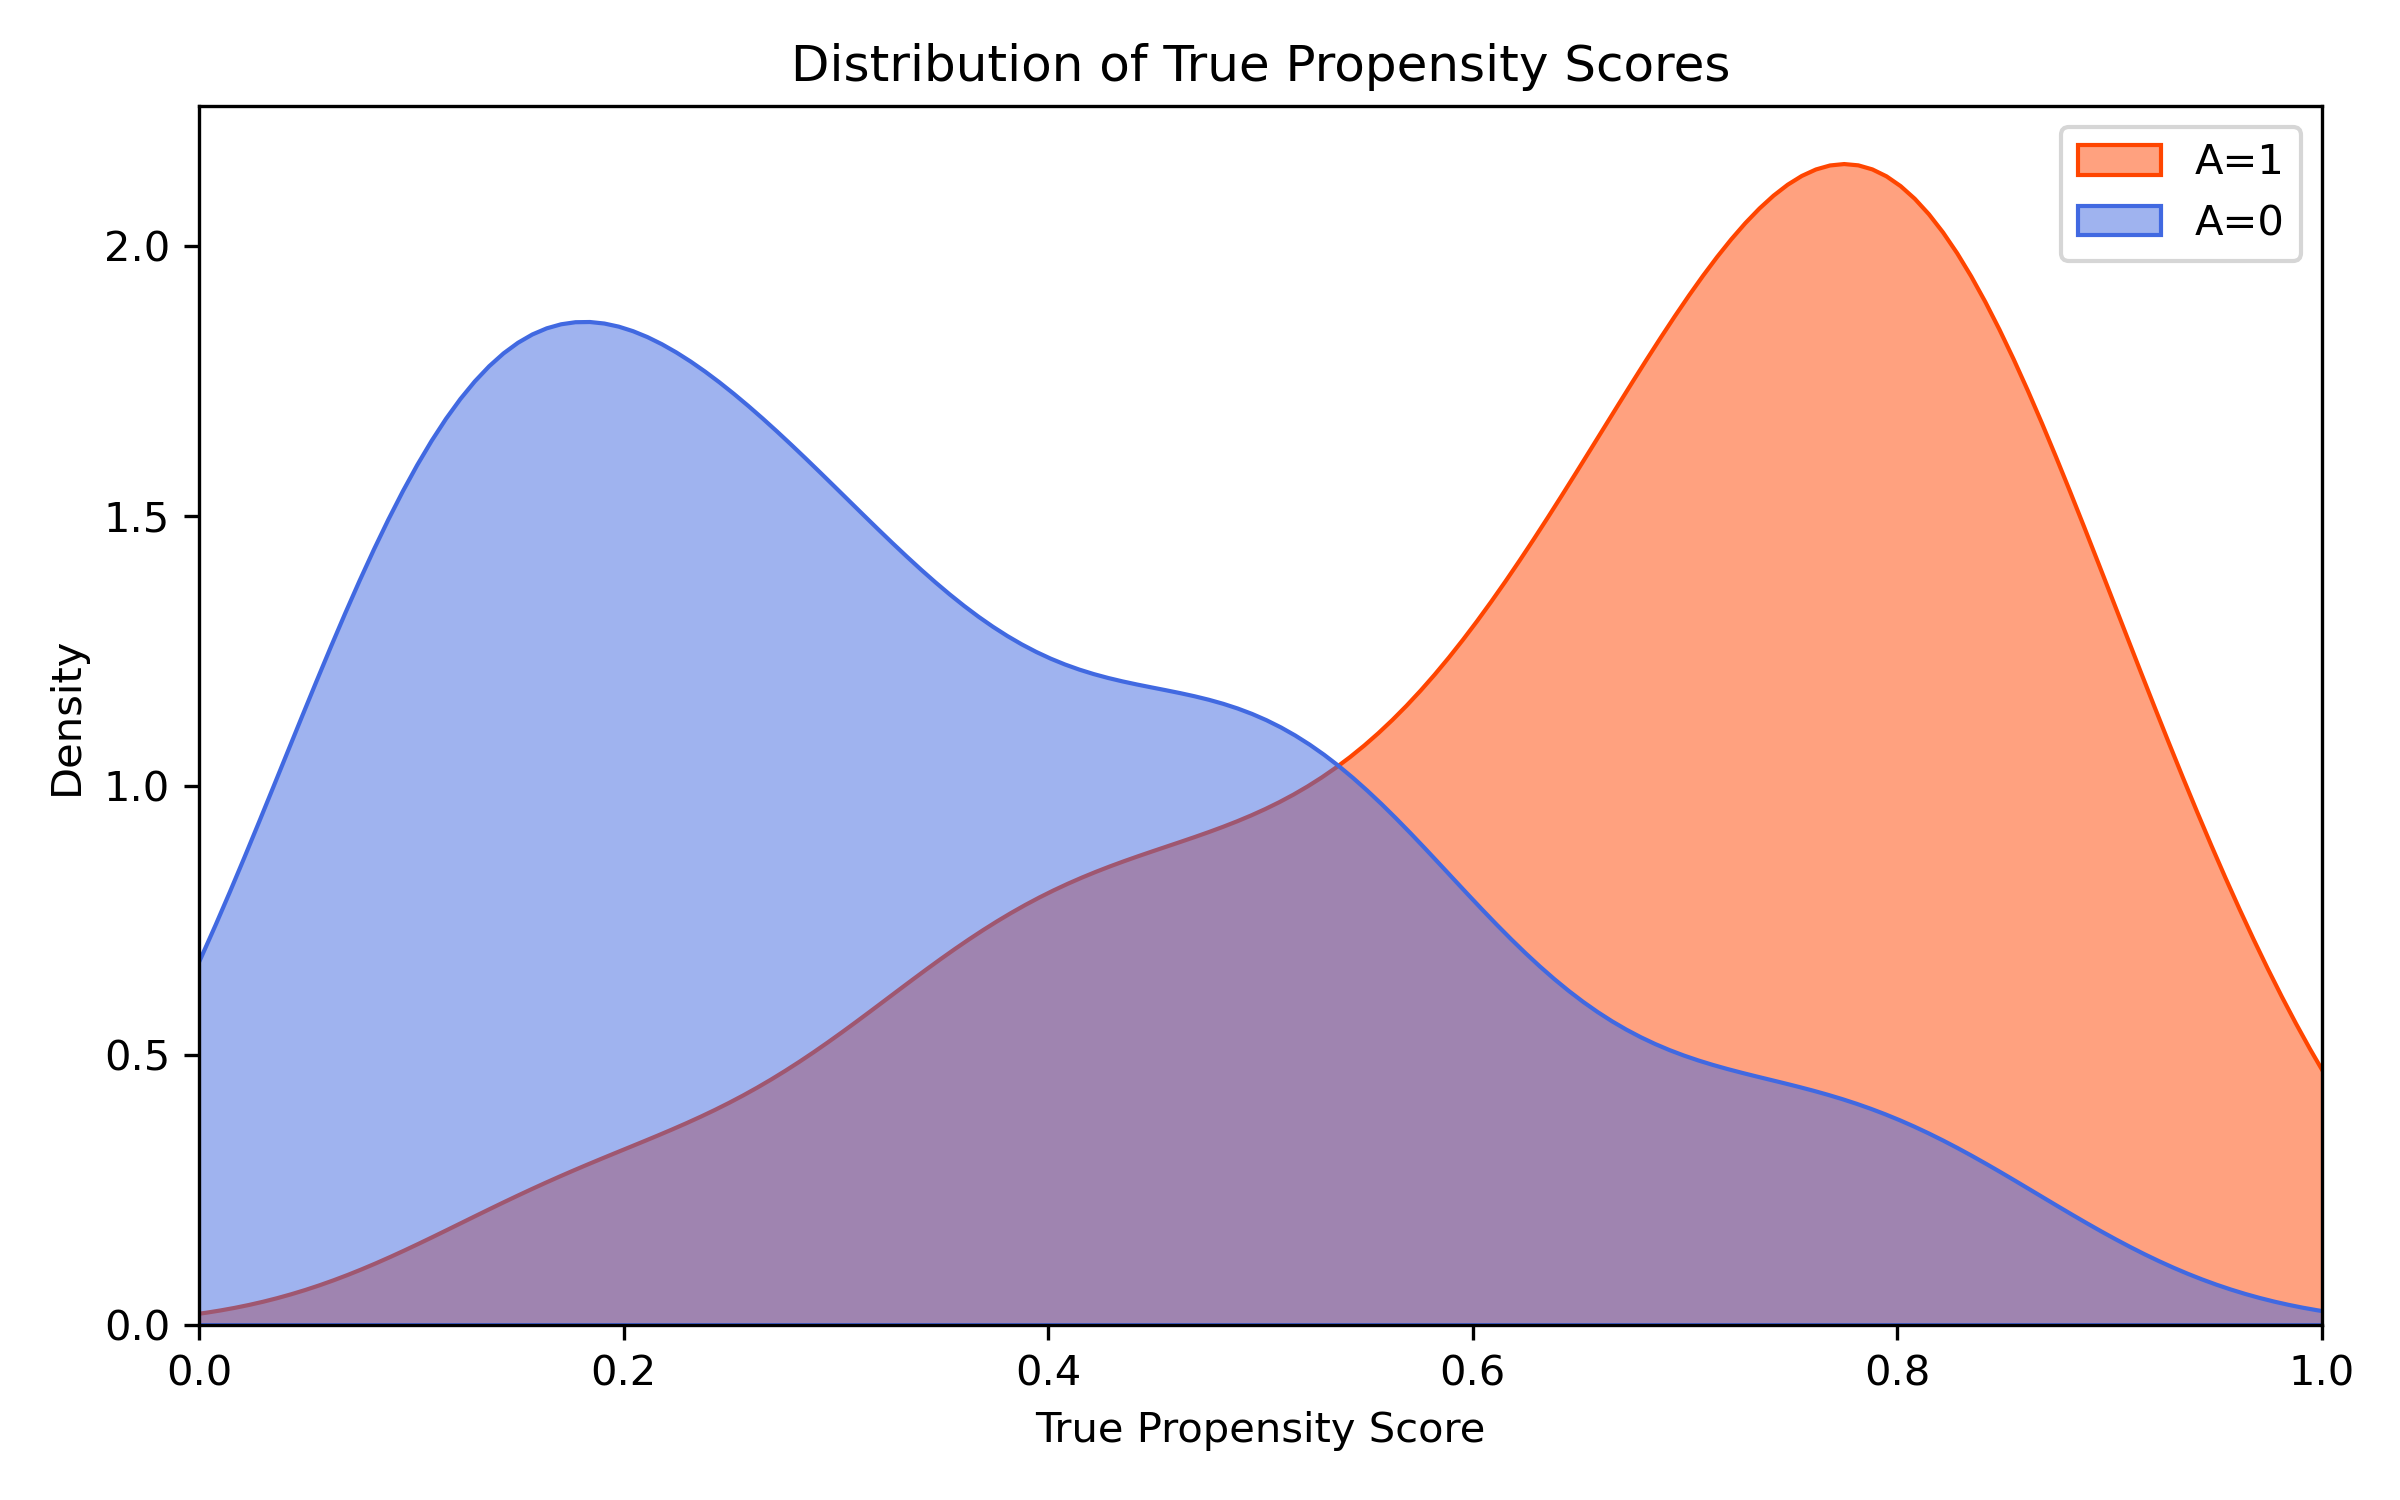 Distribution of True Propensity Scores
A=1
A=0
Density
2.0
1.5
1.0
0.5
0.0
0.0 0.2 0.4 0.6 0.8 1.0
True Propensity Score